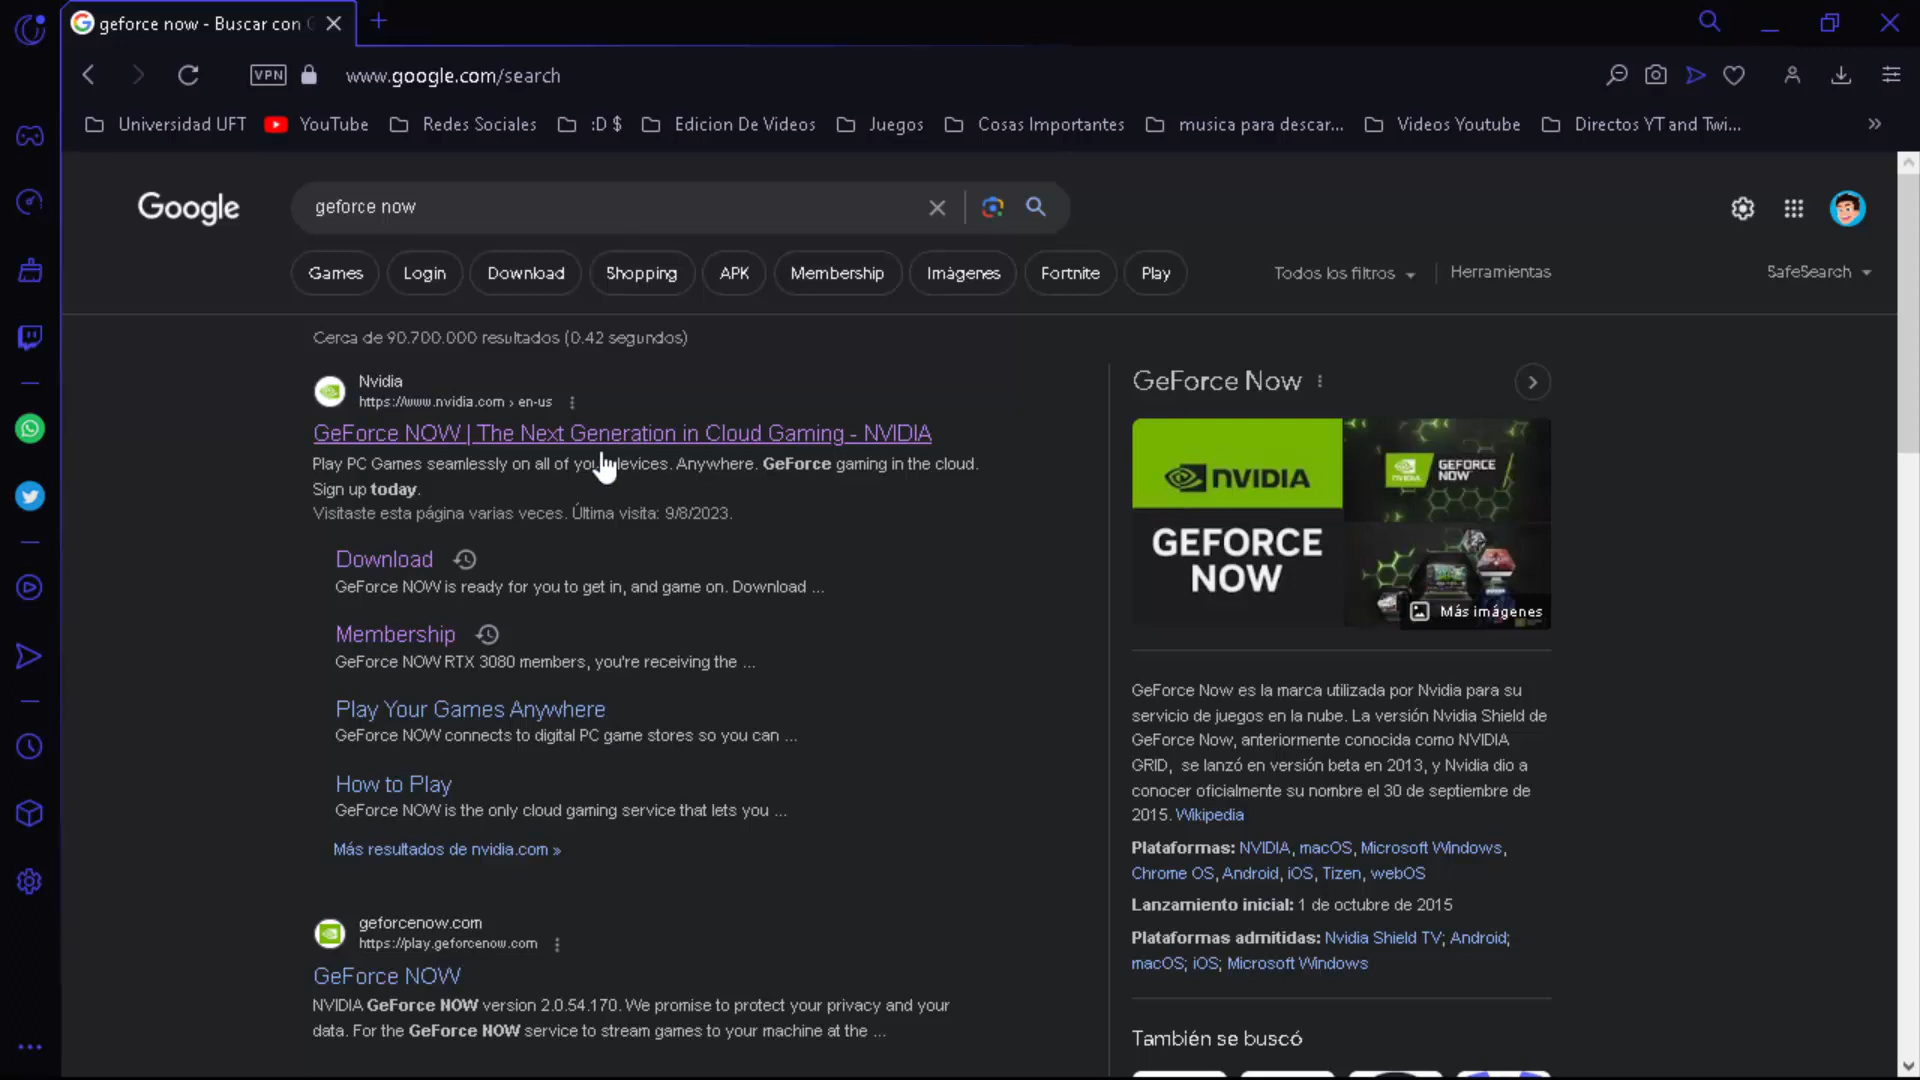 geforce now - Buscar con
VPN
www.google.com/search
Universidad UFT
YouTube
Redes Sociales
:D $
Edicion De Videos
Juegos
Cosas Importantes
musica para descar...
Videos Youtube
Directos YT and Twi...
Google
geforce now
Games
Login
Download
Shopping
APK
Membership
Imágenes
Fortnite
Play
Todos los filtros
Herramientas
SafeSearch
Cerca de 90.700.000 resultados (0.42 segundos)
Nvidia
https://www.nvidia.com › en-us
GeForce NOW | The Next Generation in Cloud Gaming - NVIDIA
Play PC Games seamlessly on all of your devices. Anywhere. GeForce gaming in the cloud.
Sign up today.
Visitaste esta página varias veces. Última visita: 9/8/2023.
Download
GeForce NOW is ready for you to get in, and game on. Download ...
Membership
GeForce NOW RTX 3080 members, you're receiving the ...
Play Your Games Anywhere
GeForce NOW connects to digital PC game stores so you can ...
How to Play
GeForce NOW is the only cloud gaming service that lets you ...
Más resultados de nvidia.com »
geforcenow.com
https://play.geforcenow.com
GeForce NOW
NVIDIA GeForce NOW version 2.0.54.170. We promise to protect your privacy and your
data. For the GeForce NOW service to stream games to your machine at the ...
GeForce Now
NVIDIA
GEFORCE
NOW
GEFORCE
NOW
Más imágenes
GeForce Now es la marca utilizada por Nvidia para su
servicio de juegos en la nube. La versión Nvidia Shield de
GeForce Now, anteriormente conocida como NVIDIA
GRID, se lanzó en versión beta en 2013, y Nvidia dio a
conocer oficialmente su nombre el 30 de septiembre de
2015. Wikipedia
Plataformas: NVIDIA, macOS, Microsoft Windows,
Chrome OS, Android, iOS, Tizen, webOS
Lanzamiento inicial: 1 de octubre de 2015
Plataformas admitidas: Nvidia Shield TV; Android;
macOS; iOS; Microsoft Windows
También se buscó